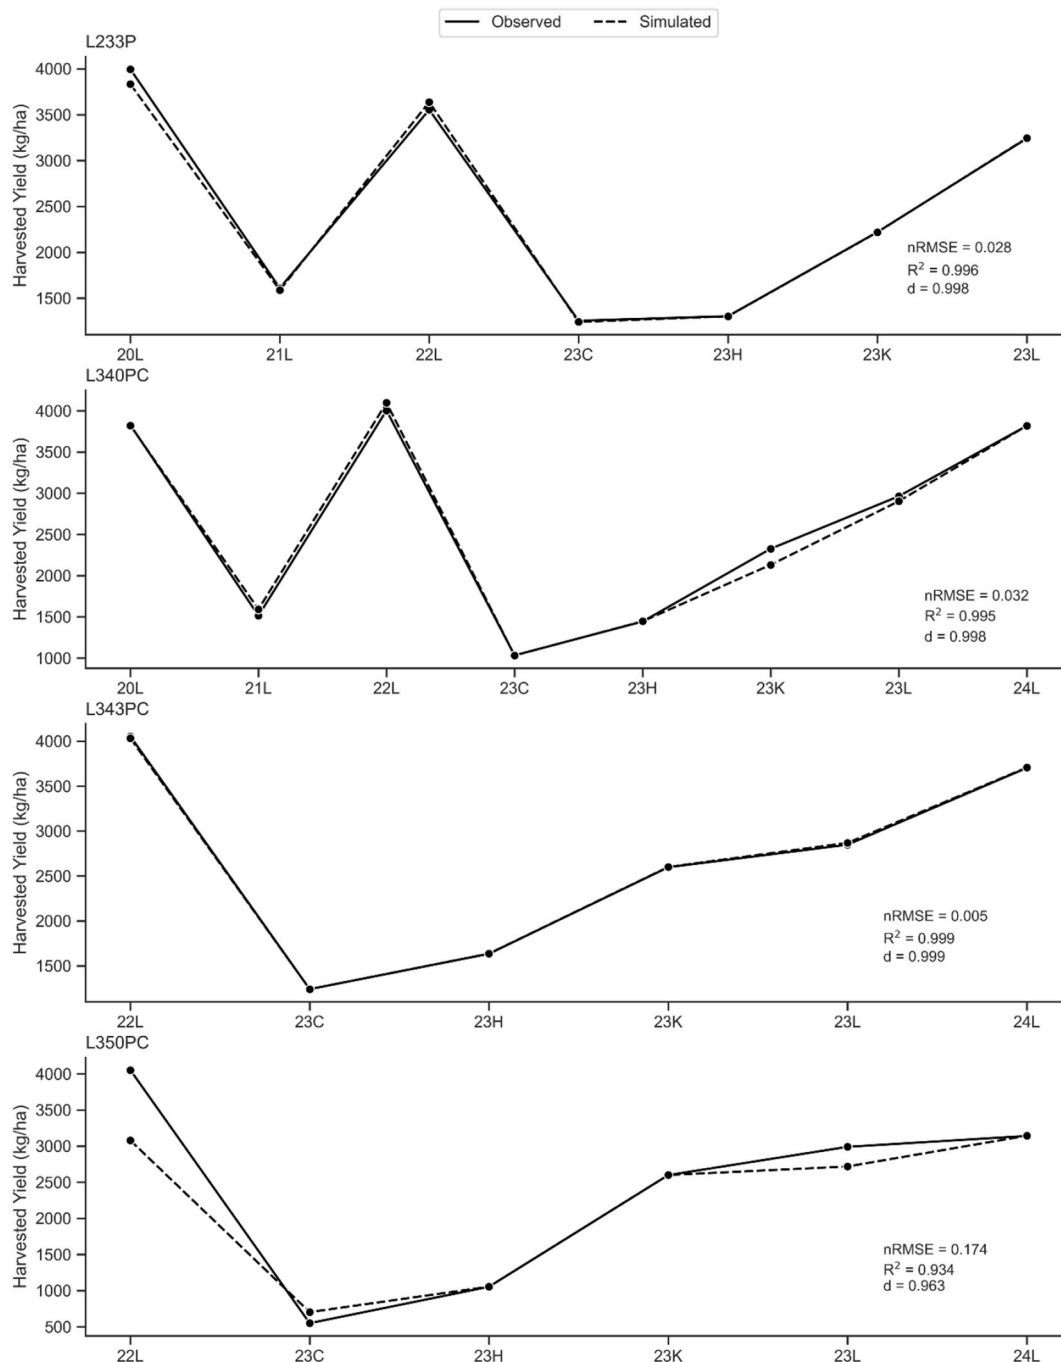 Observed Simulated
L233P
Harvested Yield (kg/ha)
4000
3500
3000
2500
2000
1500
nRMSE = 0.028
R² = 0.996
d = 0.998
20L 21L 22L 23C 23H 23K 23L
L340PC
Harvested Yield (kg/ha)
4000
3500
3000
2500
2000
1500
1000
nRMSE = 0.032
R² = 0.995
d = 0.998
20L 21L 22L 23C 23H 23K 23L 24L
L343PC
Harvested Yield (kg/ha)
4000
3500
3000
2500
2000
1500
nRMSE = 0.005
R² = 0.999
d = 0.999
22L 23C 23H 23K 23L 24L
L350PC
Harvested Yield (kg/ha)
4000
3500
3000
2500
2000
1500
1000
500
nRMSE = 0.174
R² = 0.934
d = 0.963
22L 23C 23H 23K 23L 24L